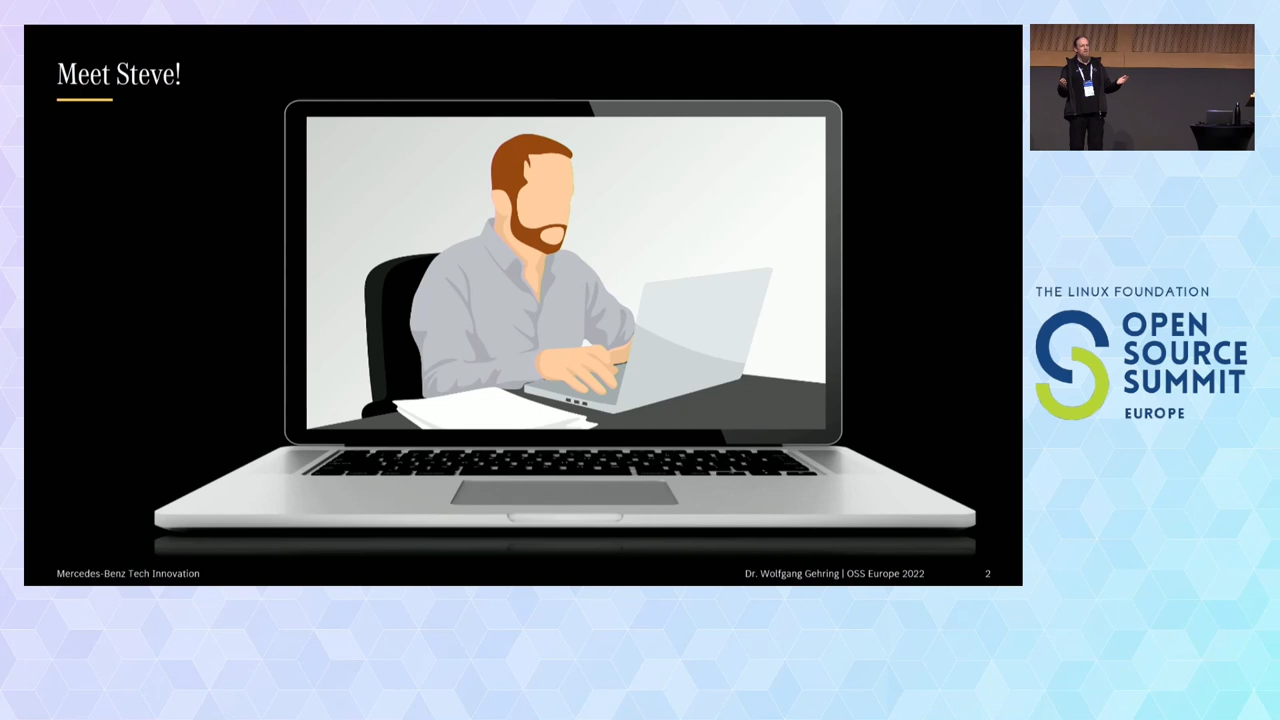 Meet Steve!
Mercedes-Benz Tech Innovation
Dr. Wolfgang Gehring | OSS Europe 2022
2
THE LINUX FOUNDATION
OPEN
SOURCE
SUMMIT
EUROPE